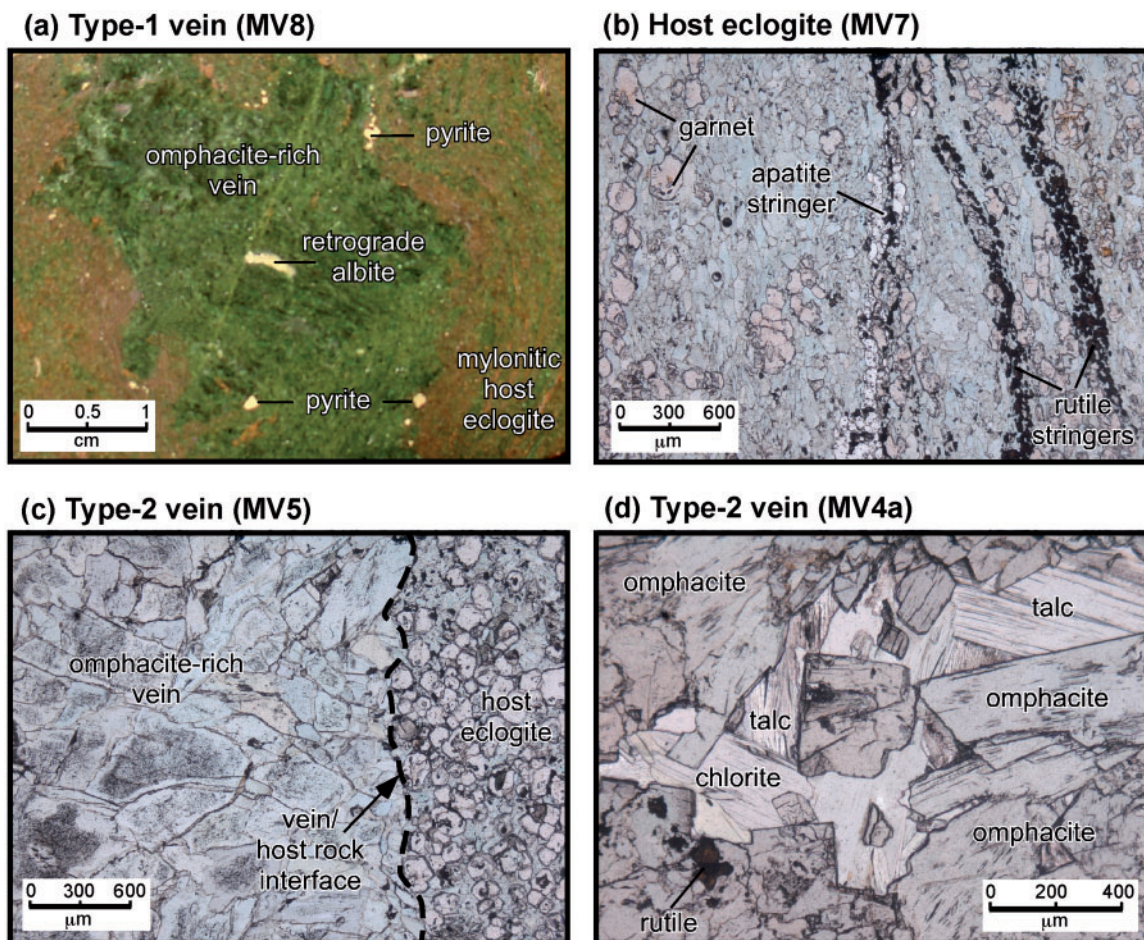 (a) Type-1 vein (MV8)
pyrite
omphacite-rich
vein
retrograde
albite
mylonitic
host
eclogite
pyrite
0 0.5 1
cm
(b) Host eclogite (MV7)
garnet
apatite
stringer
rutile
stringers
0 300 600
μm
(c) Type-2 vein (MV5)
omphacite-rich
vein
host
eclogite
vein/
host rock
interface
0 300 600
μm
(d) Type-2 vein (MV4a)
omphacite
talc
talc
omphacite
chlorite
omphacite
rutile
0 200 400
μm